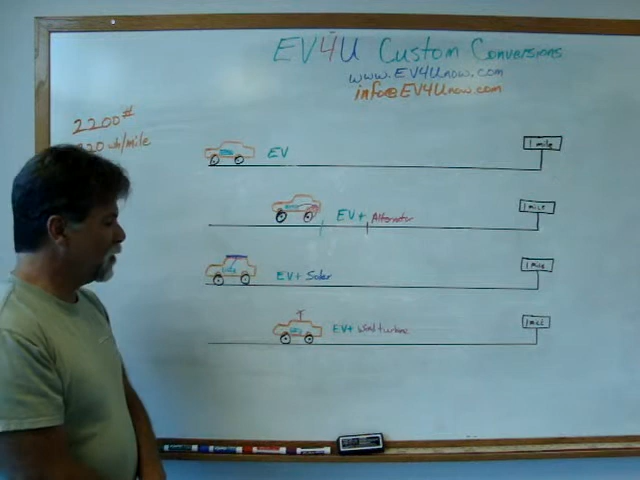 EV4U Custom Conversions
www.EV4Unow.com
info@EV4Unow.com
2200#
20 wh/mile
EV
1 mile
EV + Alternator
1 mile
EV + Solar
1 mile
EV + Wind turbine
1 mile